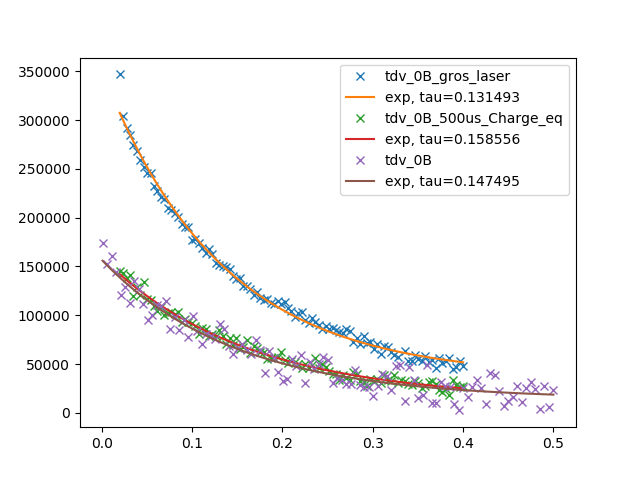 350000
300000
250000
200000
150000
100000
50000
0
0.0 0.1 0.2 0.3 0.4 0.5
tdv_0B_gros_laser
exp, tau=0.131493
tdv_0B_500us_Charge_eq
exp, tau=0.158556
tdv_0B
exp, tau=0.147495